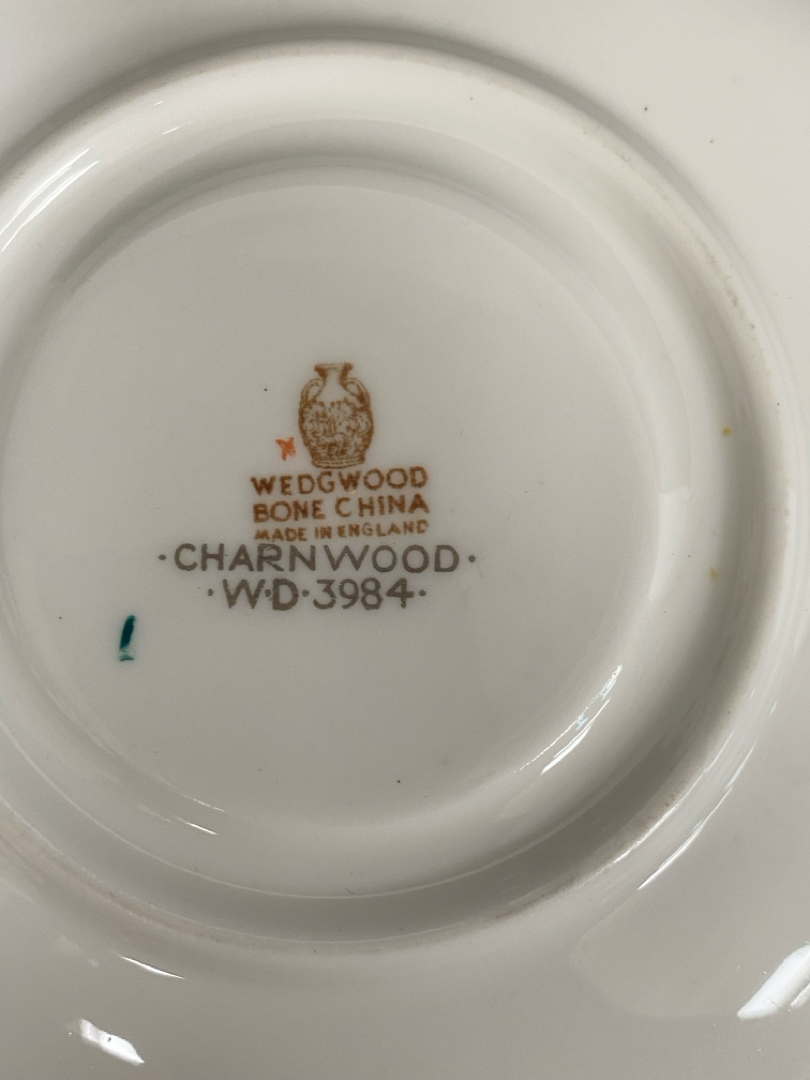 WEDGWOOD
BONE CHINA
MADE IN ENGLAND
·CHARNWOOD·
·W·D·3984·